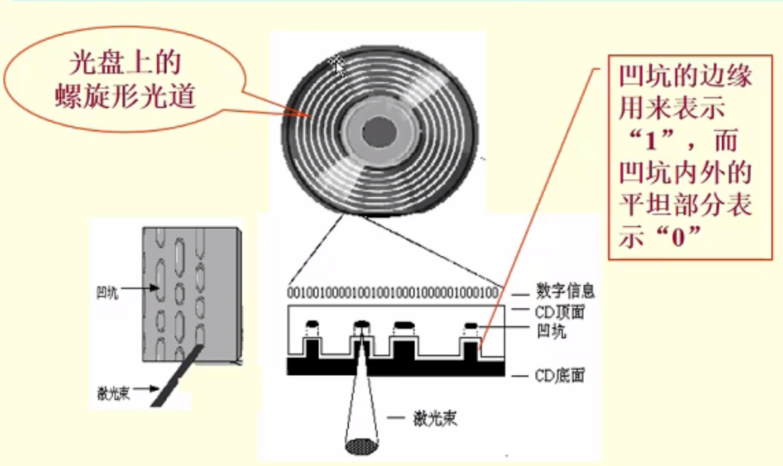 光盘上的
螺旋形光道
凹坑的边缘
用来表示
“1”，而
凹坑内外的
平坦部分表
示“0”
凹坑
激光束
001001000010010010001000001000100
数字信息
CD顶面
凹坑
CD底面
激光束